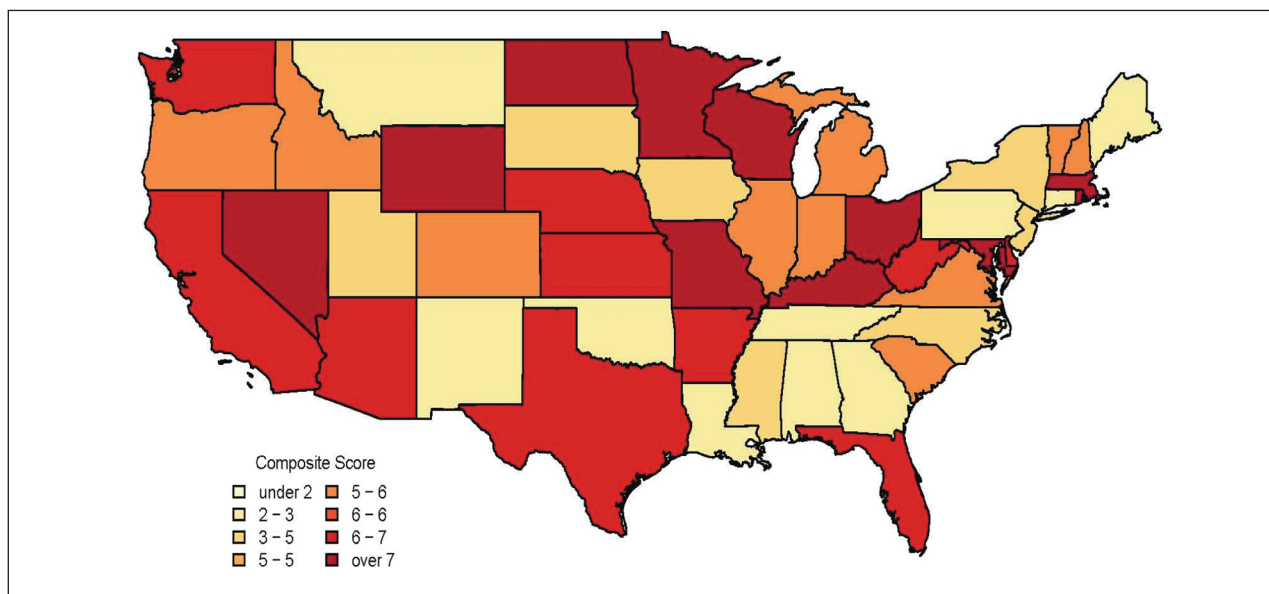 Composite Score
under 2
2 – 3
3 – 5
5 – 5
5 – 6
6 – 6
6 – 7
over 7